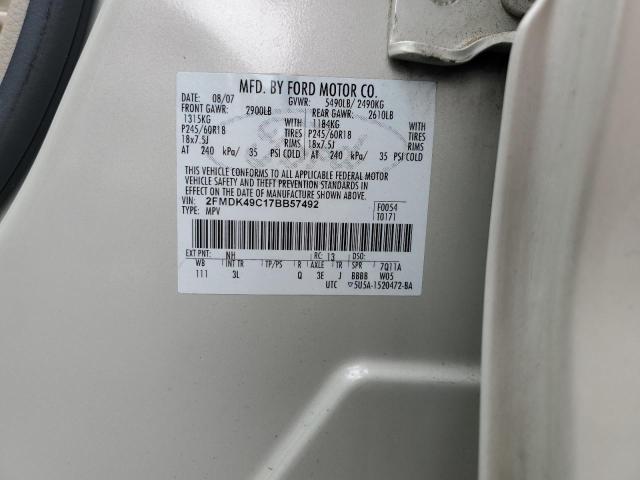 MFD. BY FORD MOTOR CO.
DATE: 08/07 GVWR: 5490LB/ 2490KG
FRONT GAWR: 2900LB REAR GAWR: 2610LB
1315KG WITH 1184KG WITH
P245/60R18 TIRES P245/60R18 TIRES
18x7.5J RIMS 18x7.5J RIMS
AT 240 kPa/ 35 PSI COLD AT 240 kPa/ 35 PSI COLD
THIS VEHICLE CONFORMS TO ALL APPLICABLE FEDERAL MOTOR
VEHICLE SAFETY AND THEFT PREVENTION STANDARDS IN
EFFECT ON THE DATE OF MANUFACTURE SHOWN ABOVE.
VIN: 2FMDK49C17BB57492 F0054
TYPE: MPV T0171
EXT PNT: NH RC: 13 DSO:
WB INT TR TP/PS R AXLE TR SPR 7Q11A
111 3L Q 3E J BBBB W05
UTC ▽5U5A-1520472-BA